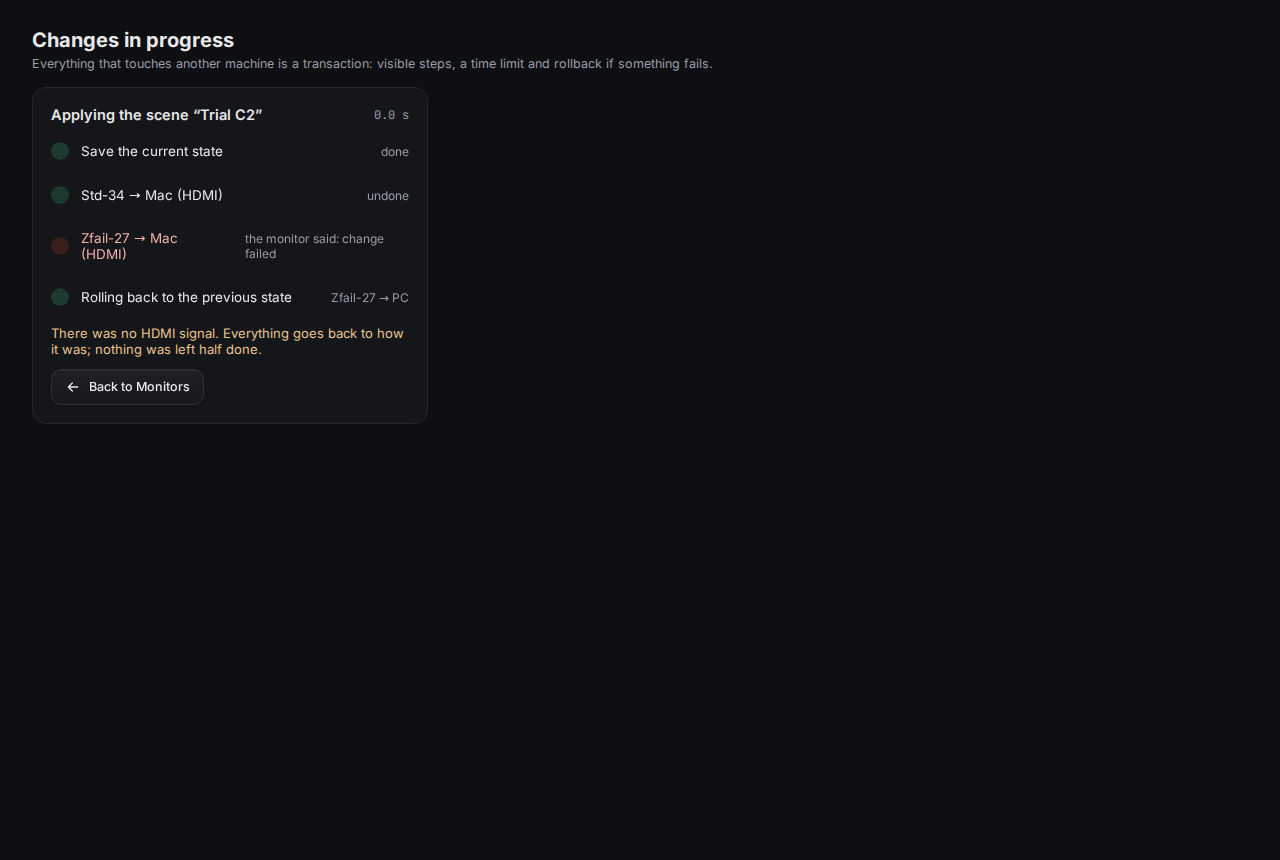 Changes in progress
Everything that touches another machine is a transaction: visible steps, a time limit and rollback if something fails.
Applying the scene “Trial C2” 0.0 s
Save the current state done
Std-34 → Mac (HDMI) undone
Zfail-27 → Mac
(HDMI)
the monitor said: change
failed
Rolling back to the previous state Zfail-27 → PC
There was no HDMI signal. Everything goes back to how
it was; nothing was left half done.
← Back to Monitors